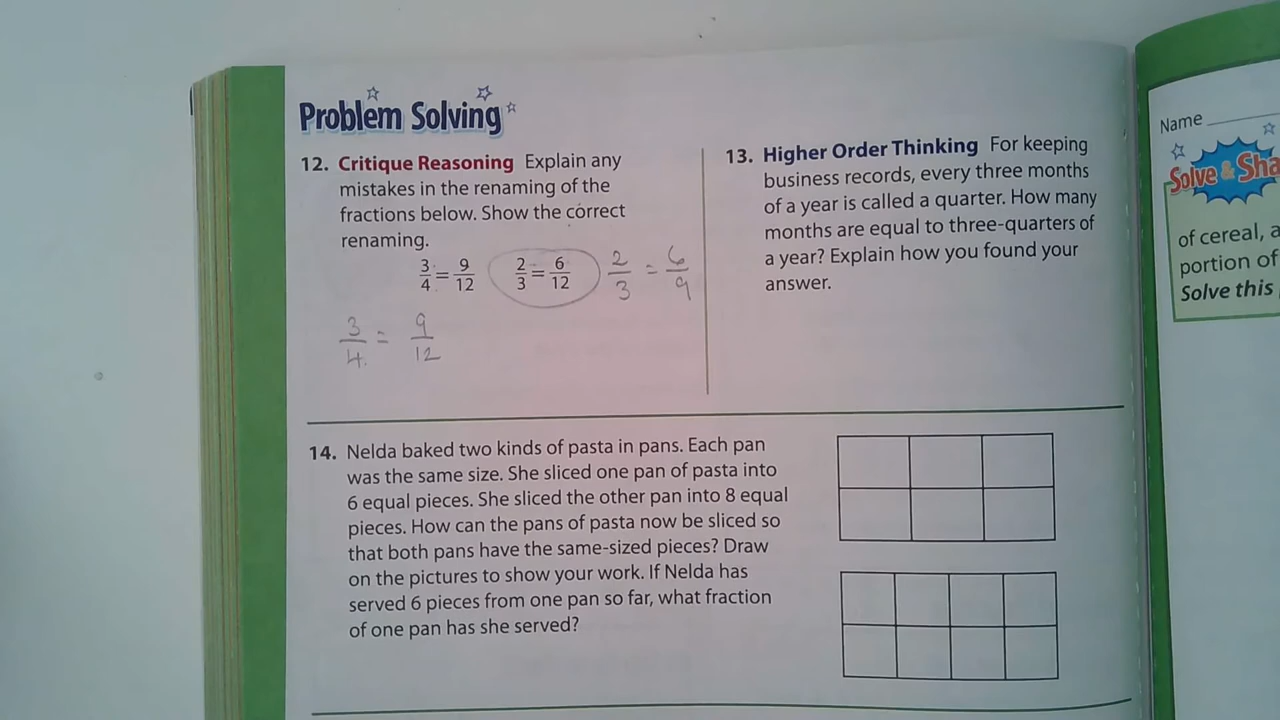 Problem Solving
12. Critique Reasoning Explain any
mistakes in the renaming of the
fractions below. Show the correct
renaming.
3/4 = 9/12 2/3 = 6/12 2/3 = 6/9
3/4 = 9/12
13. Higher Order Thinking For keeping
business records, every three months
of a year is called a quarter. How many
months are equal to three-quarters of
a year? Explain how you found your
answer.
14. Nelda baked two kinds of pasta in pans. Each pan
was the same size. She sliced one pan of pasta into
6 equal pieces. She sliced the other pan into 8 equal
pieces. How can the pans of pasta now be sliced so
that both pans have the same-sized pieces? Draw
on the pictures to show your work. If Nelda has
served 6 pieces from one pan so far, what fraction
of one pan has she served?
Name
Solve & Sha
of cereal, a
portion of
Solve this